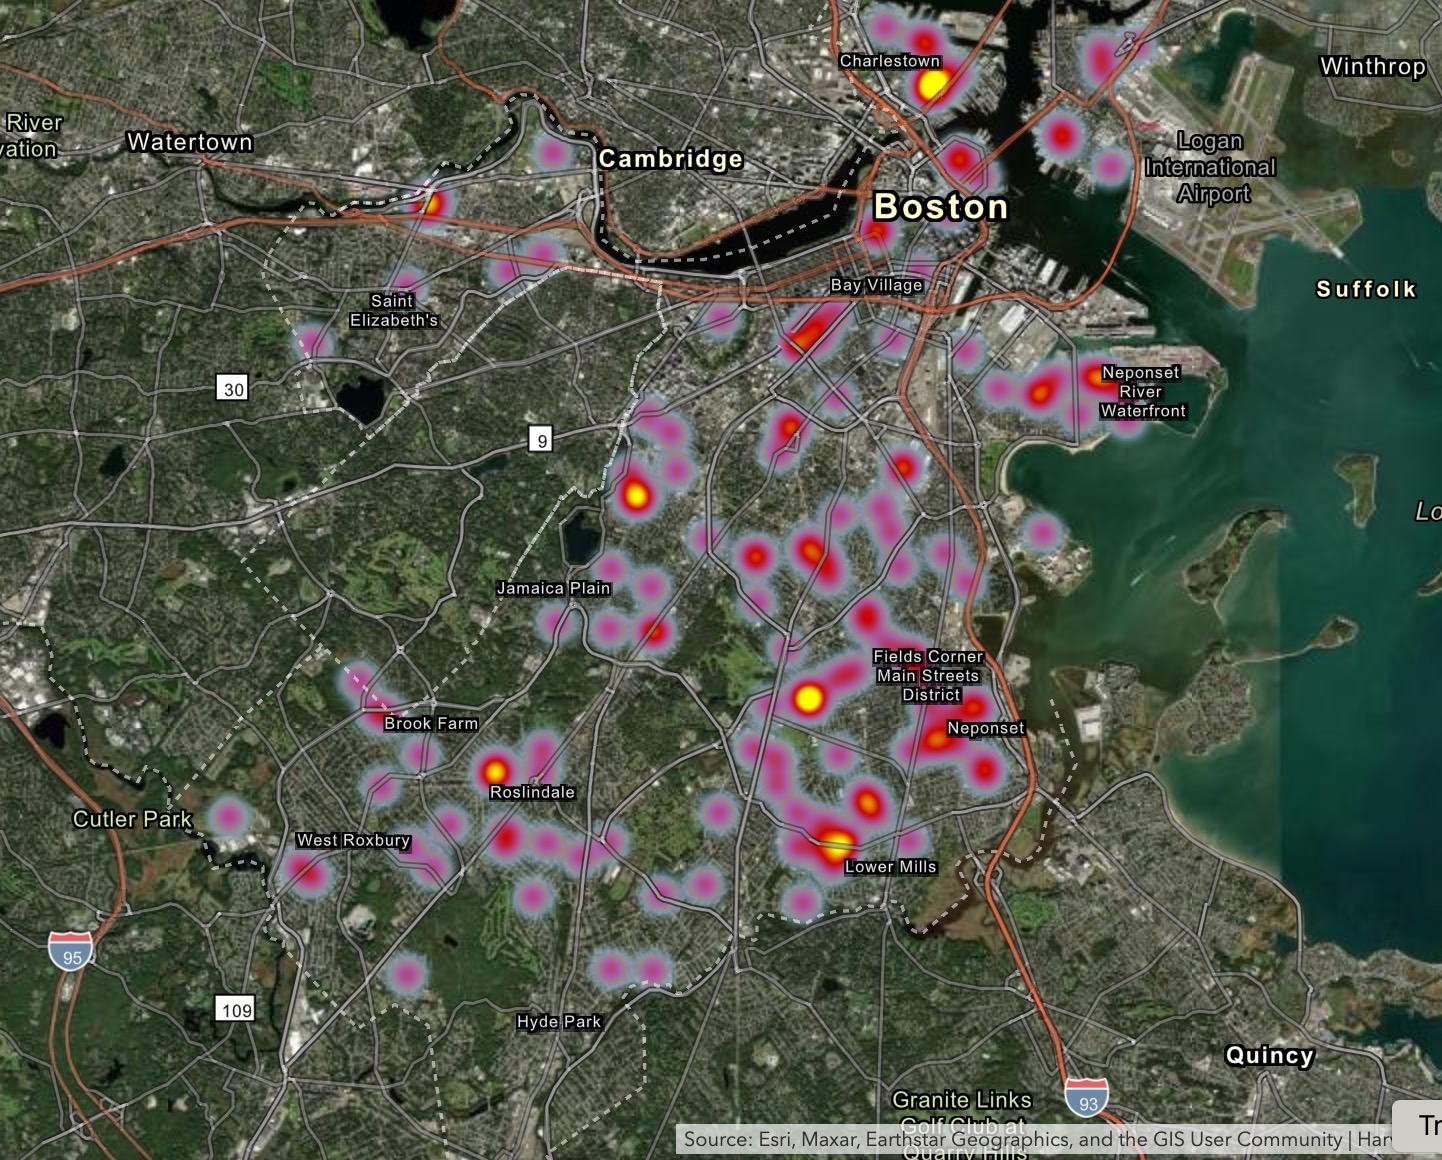 Charlestown
Winthrop
River
vation
Watertown
Cambridge
Logan
International
Airport
Boston
Bay Village
Suffolk
Saint
Elizabeth's
30
Neponset
River
Waterfront
9
Lo
Jamaica Plain
Fields Corner
Main Streets
District
Brook Farm
Neponset
Roslindale
Cutler Park
West Roxbury
Lower Mills
95
109
Hyde Park
Quincy
93
Granite Links
Golf Club at
Quarry Hills
Source: Esri, Maxar, Earthstar Geographics, and the GIS User Community | Har
Tr